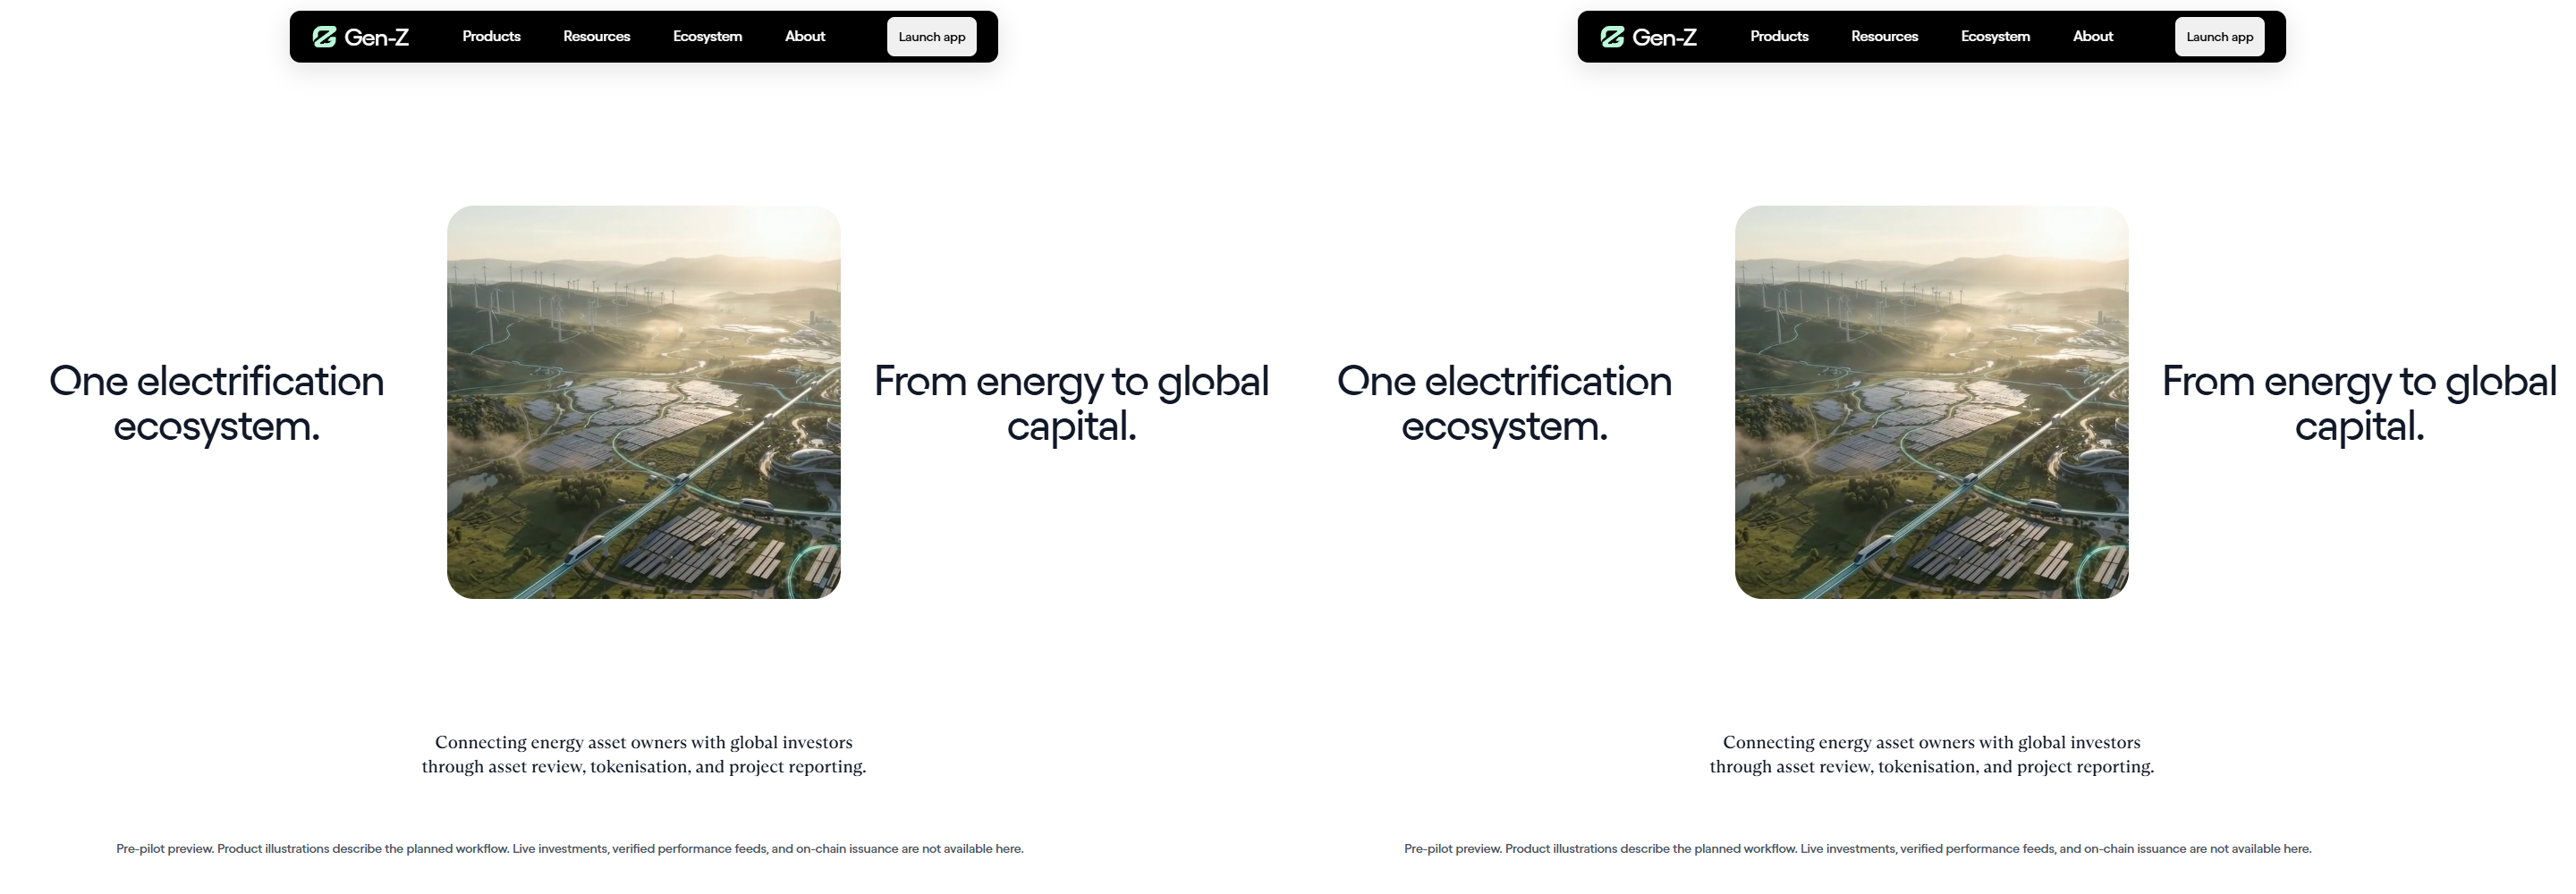 Gen-Z Products Resources Ecosystem About Launch app
One electrification
ecosystem.
From energy to global
capital.
Connecting energy asset owners with global investors
through asset review, tokenisation, and project reporting.
Pre-pilot preview. Product illustrations describe the planned workflow. Live investments, verified performance feeds, and on-chain issuance are not available here.
Gen-Z Products Resources Ecosystem About Launch app
One electrification
ecosystem.
From energy to global
capital.
Connecting energy asset owners with global investors
through asset review, tokenisation, and project reporting.
Pre-pilot preview. Product illustrations describe the planned workflow. Live investments, verified performance feeds, and on-chain issuance are not available here.